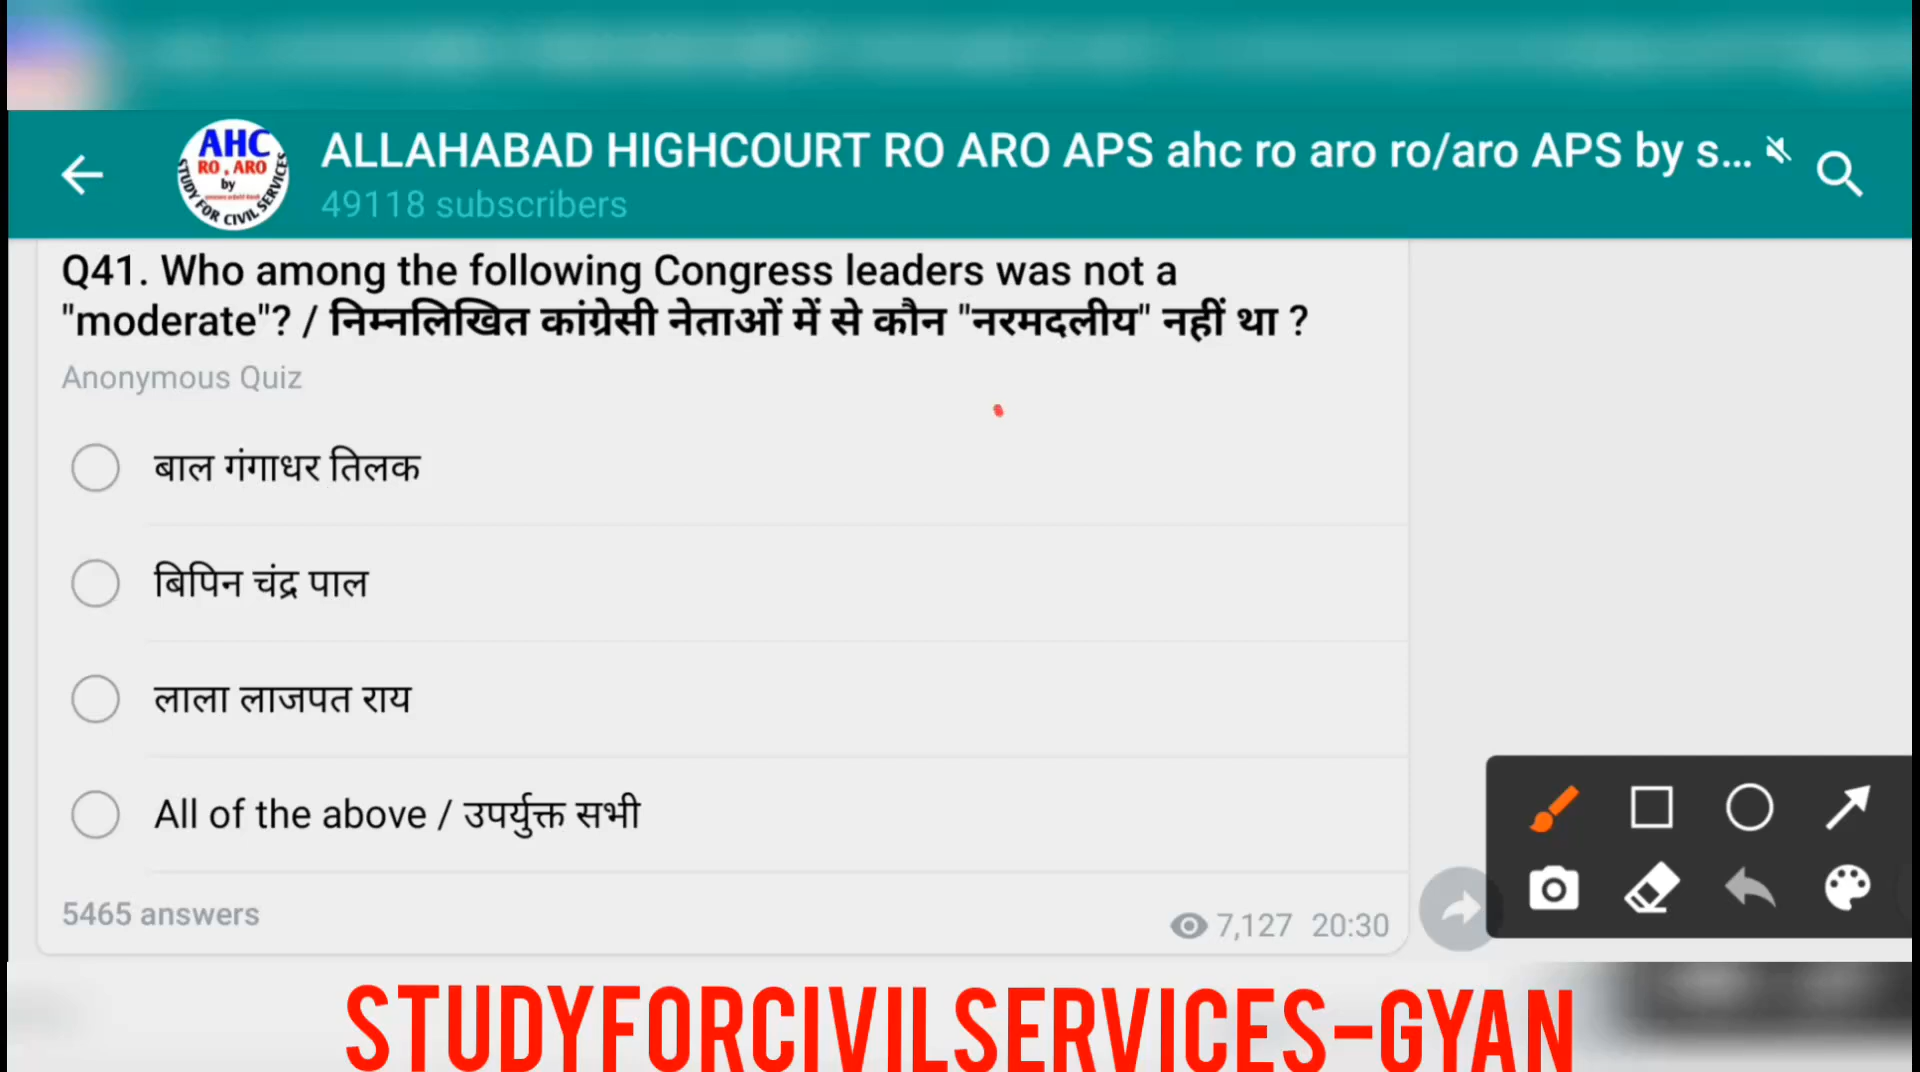 AHC
RO , ARO
by
STUDY FOR CIVIL SERVICES
ALLAHABAD HIGHCOURT RO ARO APS ahc ro aro ro/aro APS by s...
49118 subscribers
Q41. Who among the following Congress leaders was not a
"moderate"? / निम्नलिखित कांग्रेसी नेताओं में से कौन "नरमदलीय" नहीं था ?
Anonymous Quiz
बाल गंगाधर तिलक
बिपिन चंद्र पाल
लाला लाजपत राय
All of the above / उपर्युक्त सभी
5465 answers
7,127 20:30
STUDYFORCIVILSERVICES-GYAN